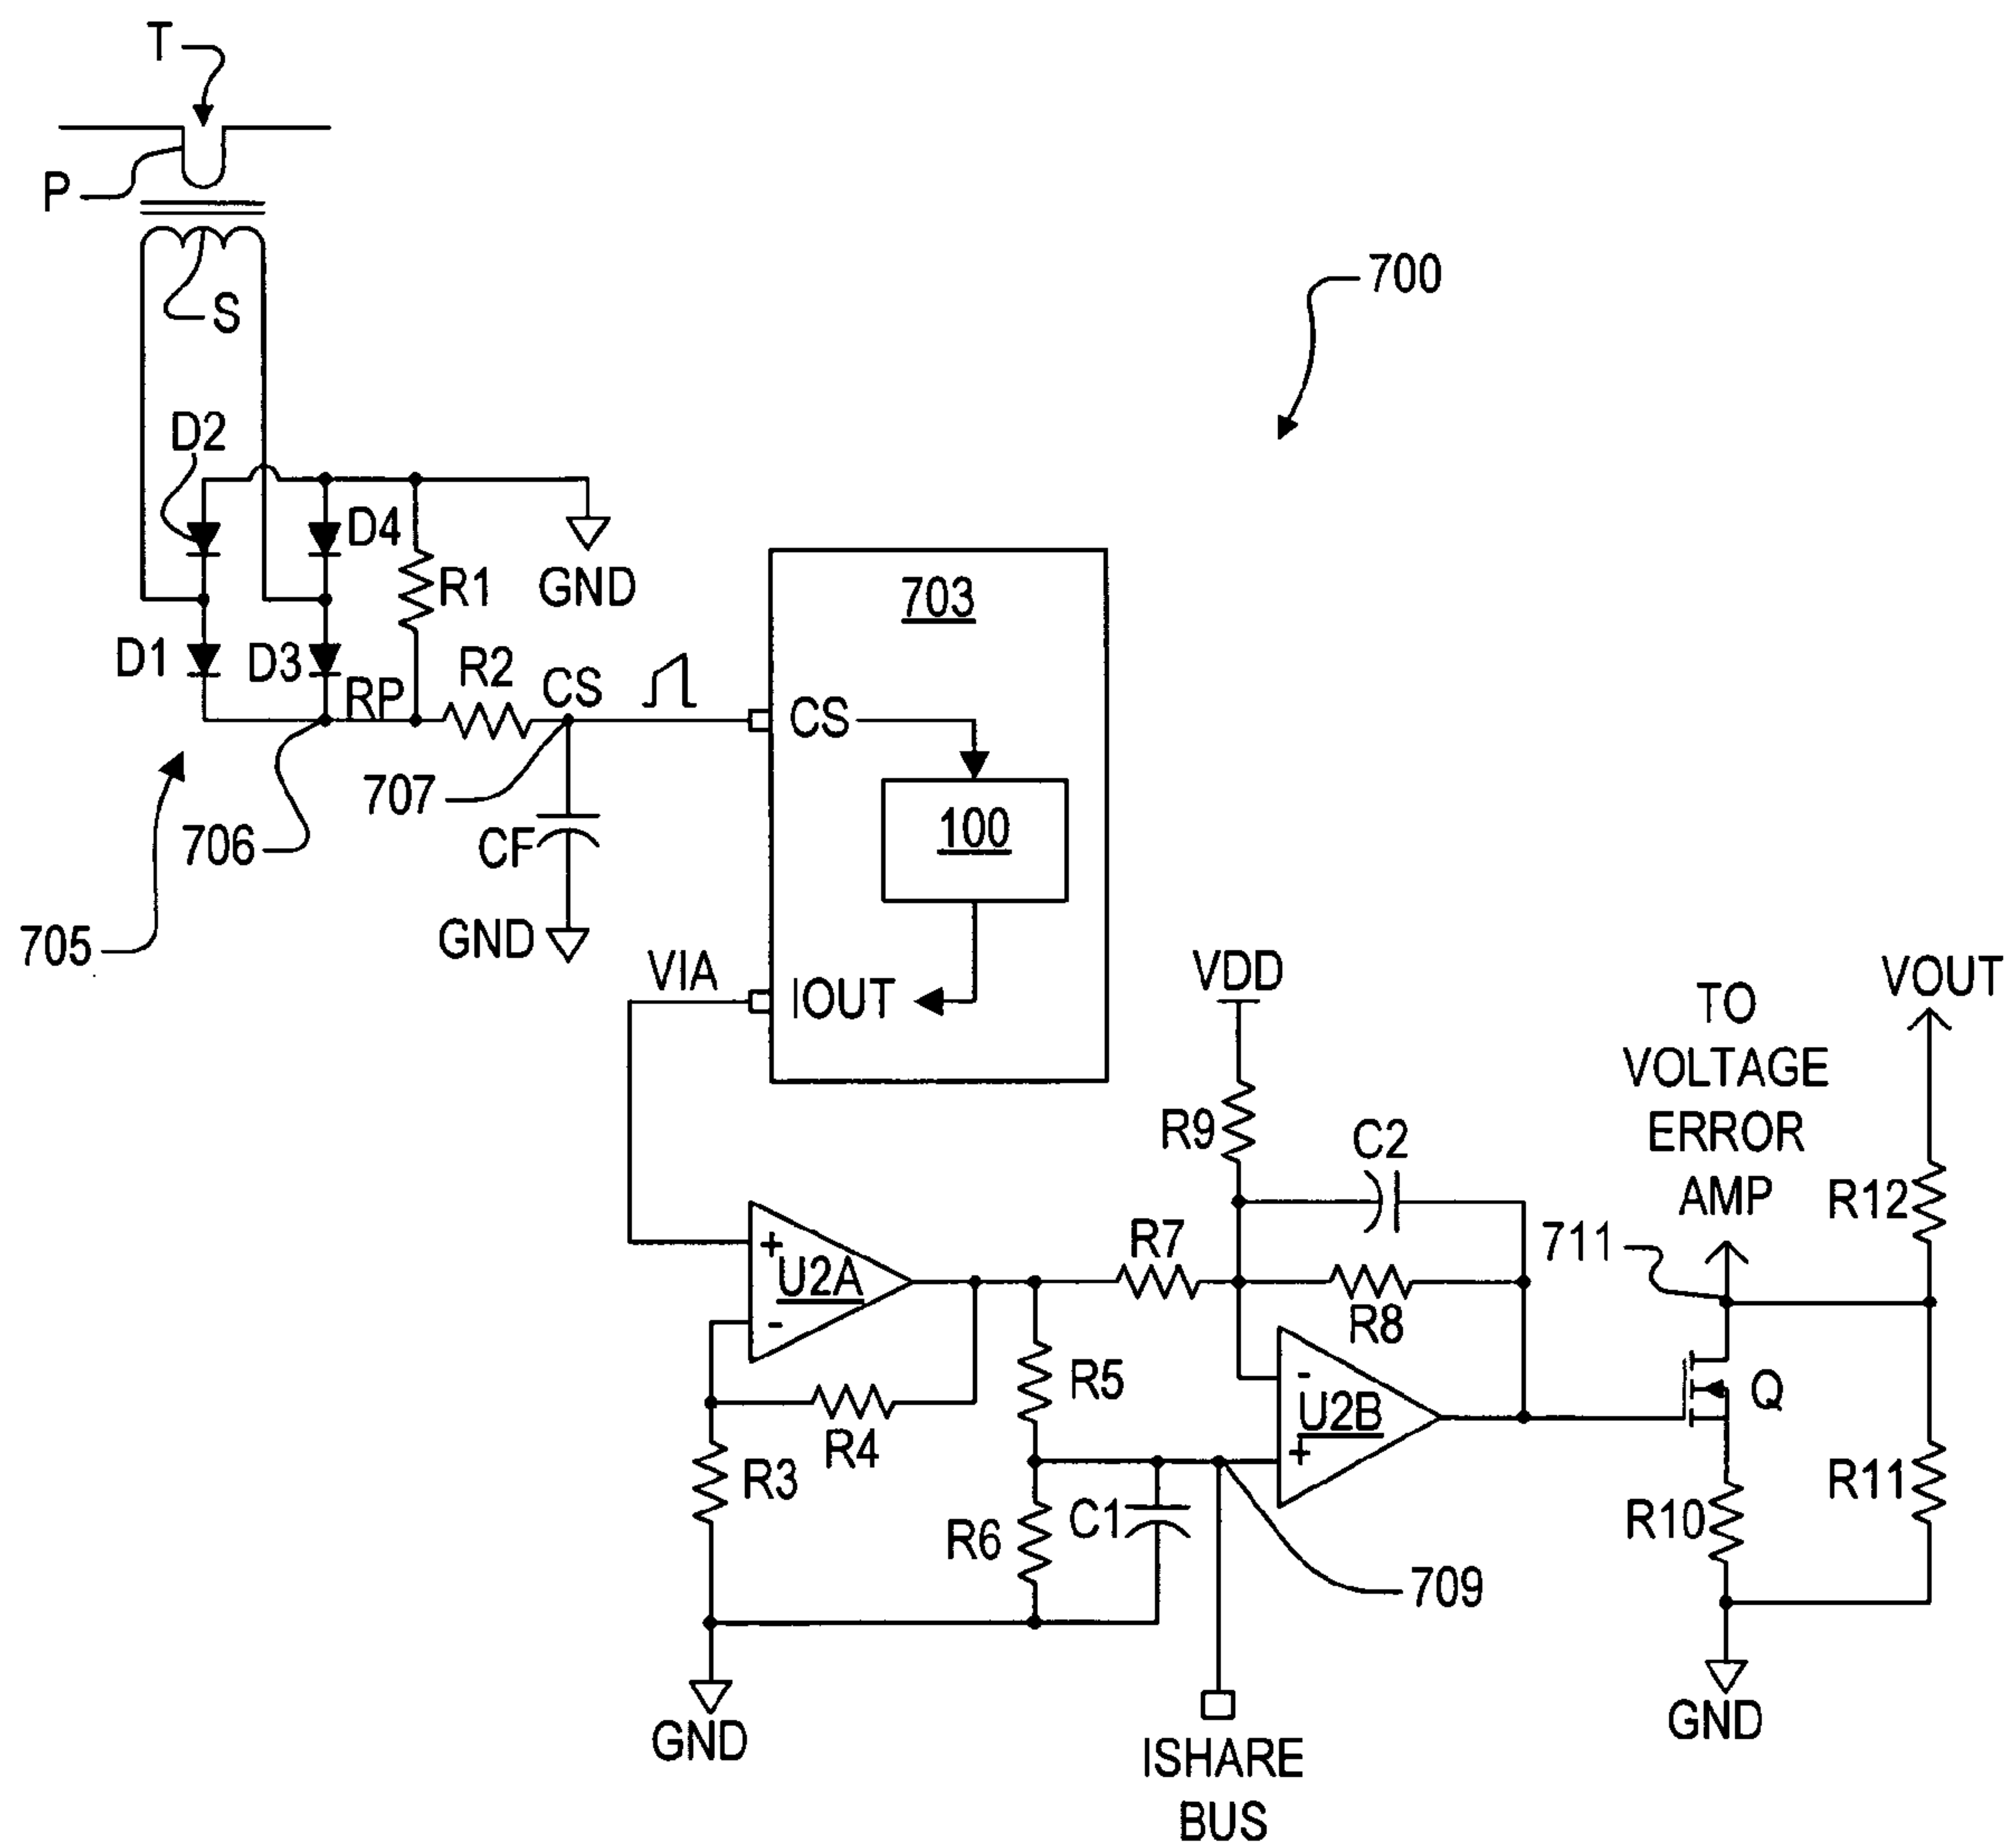 T
P
S
700
D2
D4
R1
GND
703
D1
D3
RP
R2
CS
CS
707
100
706
CF
705
GND
VIA
IOUT
VDD
TO
VOLTAGE
ERROR
AMP
VOUT
R9
C2
R12
711
+
U2A
-
R7
R8
R5
-
U2B
+
Q
R4
R3
R6
C1
R10
R11
709
GND
ISHARE
BUS
GND